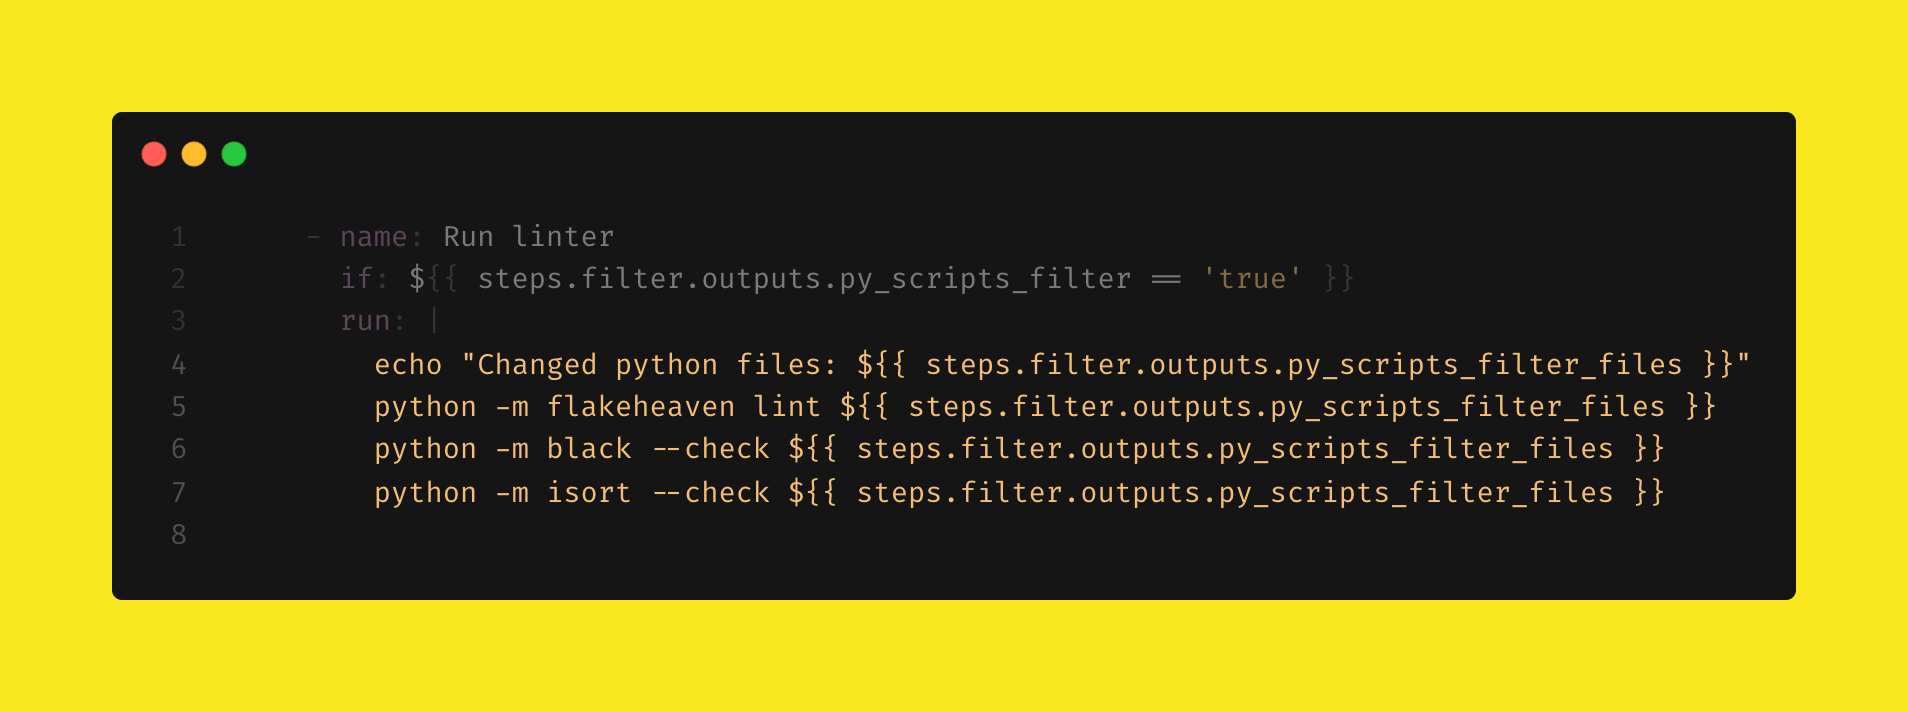 1 - name: Run linter
2 if: ${{ steps.filter.outputs.py_scripts_filter == 'true' }}
3 run: |
4 echo "Changed python files: ${{ steps.filter.outputs.py_scripts_filter_files }}"
5 python -m flakeheaven lint ${{ steps.filter.outputs.py_scripts_filter_files }}
6 python -m black --check ${{ steps.filter.outputs.py_scripts_filter_files }}
7 python -m isort --check ${{ steps.filter.outputs.py_scripts_filter_files }}
8